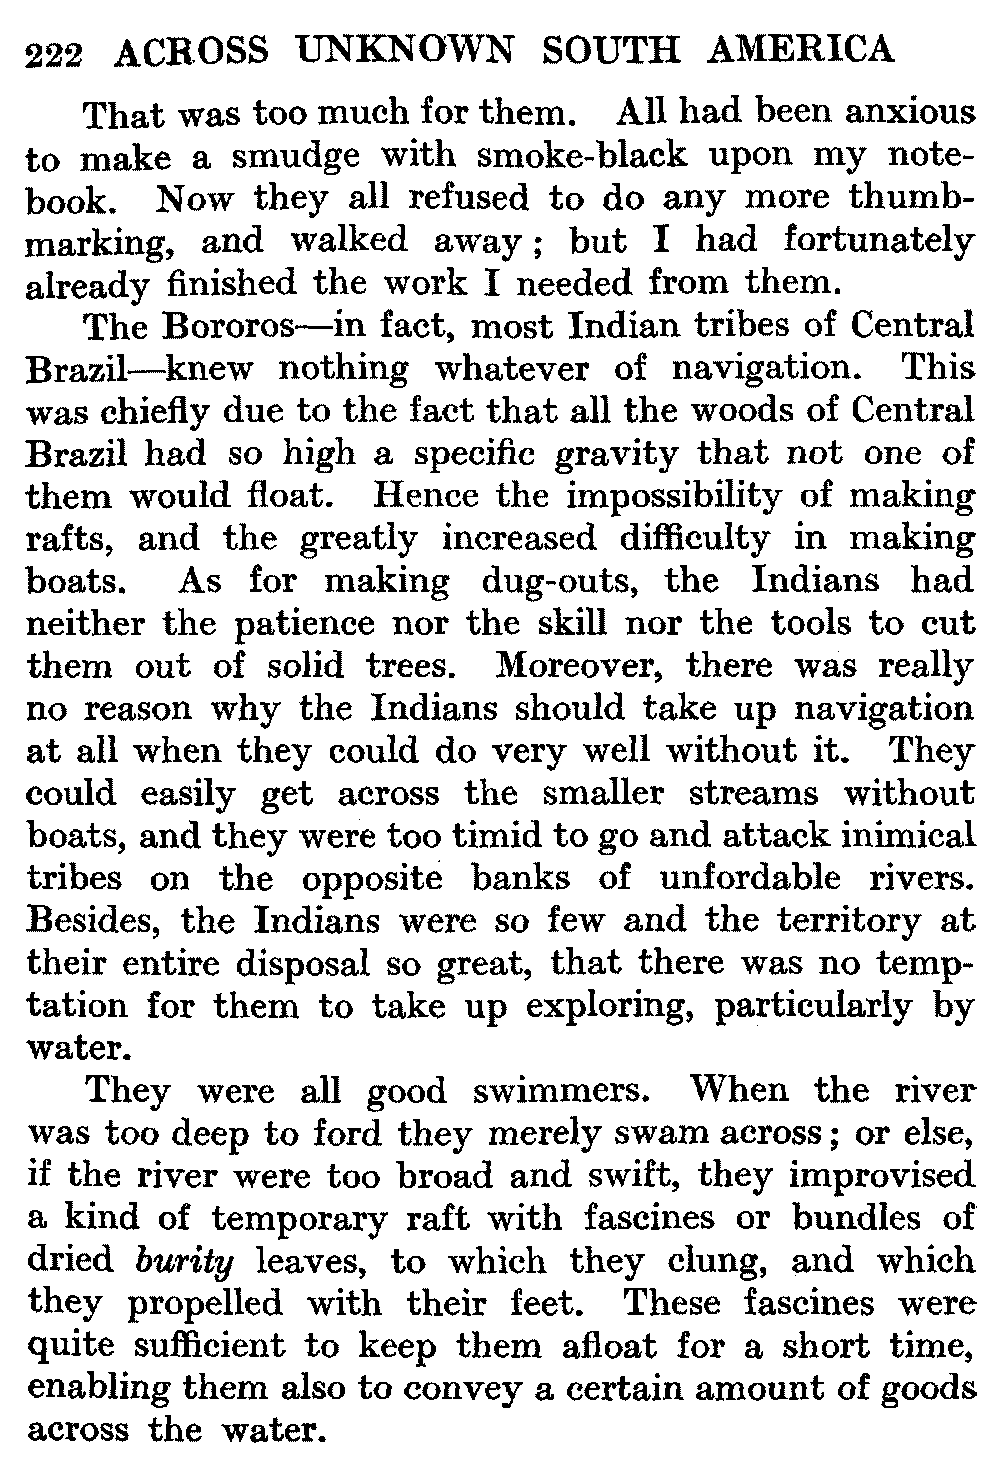 222 ACROSS UNKNOWN SOUTH AMERICA
That was too much for them. All had been anxious
to make a smudge with smoke-black upon my note-
book. Now they all refused to do any more thumb-
marking, and walked away; but I had fortunately
already finished the work I needed from them.
The Bororos—in fact, most Indian tribes of Central
Brazil—knew nothing whatever of navigation. This
was chiefly due to the fact that all the woods of Central
Brazil had so high a specific gravity that not one of
them would float. Hence the impossibility of making
rafts, and the greatly increased difficulty in making
boats. As for making dug-outs, the Indians had
neither the patience nor the skill nor the tools to cut
them out of solid trees. Moreover, there was really
no reason why the Indians should take up navigation
at all when they could do very well without it. They
could easily get across the smaller streams without
boats, and they were too timid to go and attack inimical
tribes on the opposite banks of unfordable rivers.
Besides, the Indians were so few and the territory at
their entire disposal so great, that there was no temp-
tation for them to take up exploring, particularly by
water.
They were all good swimmers. When the river
was too deep to ford they merely swam across; or else,
if the river were too broad and swift, they improvised
a kind of temporary raft with fascines or bundles of
dried burity leaves, to which they clung, and which
they propelled with their feet. These fascines were
quite sufficient to keep them afloat for a short time,
enabling them also to convey a certain amount of goods
across the water.